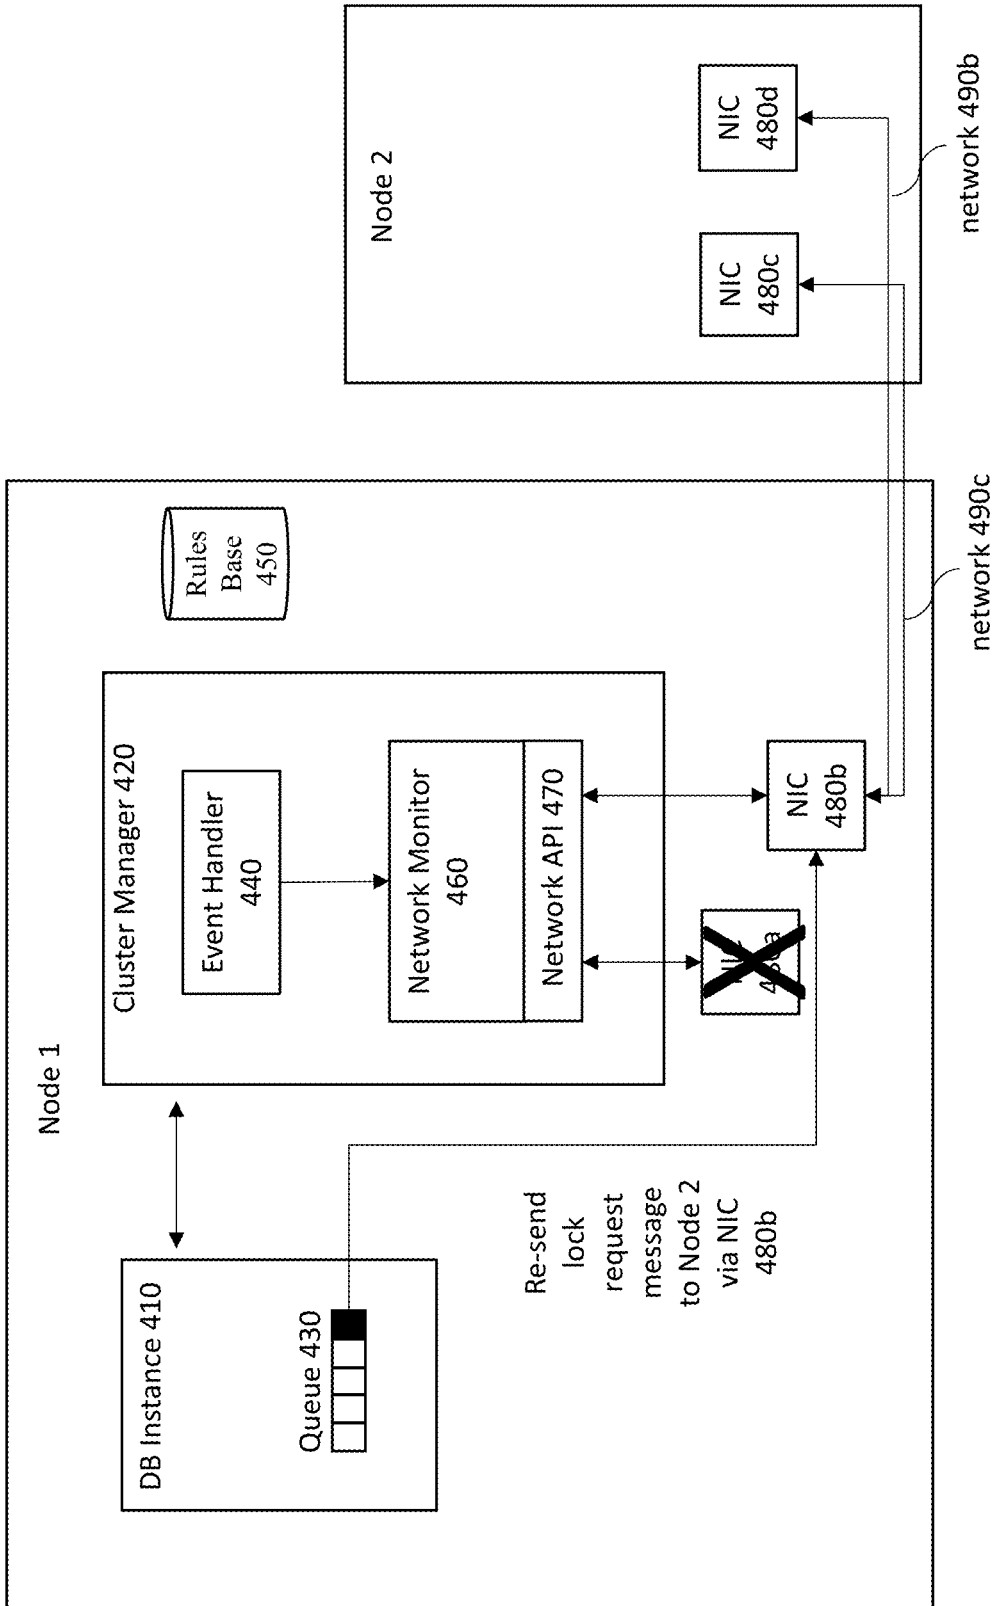 Node 1
DB Instance 410
Queue 430
Cluster Manager 420
Event Handler
440
Network Monitor
460
Network API 470
Rules
Base
450
Re-send
lock
request
message
to Node 2
via NIC
480b
NIC
480b
Node 2
NIC
480c
NIC
480d
network 490c
network 490b